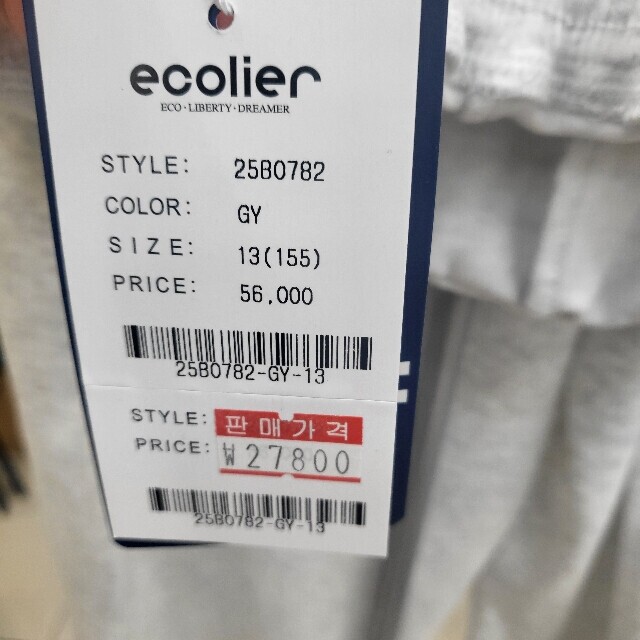 ecolier
ECO·LIBERTY·DREAMER
STYLE: 25B0782
COLOR: GY
SIZE: 13(155)
PRICE: 56,000
25B0782-GY-13
STYLE: 판매가격
PRICE: ₩27800
25B0782-GY-13